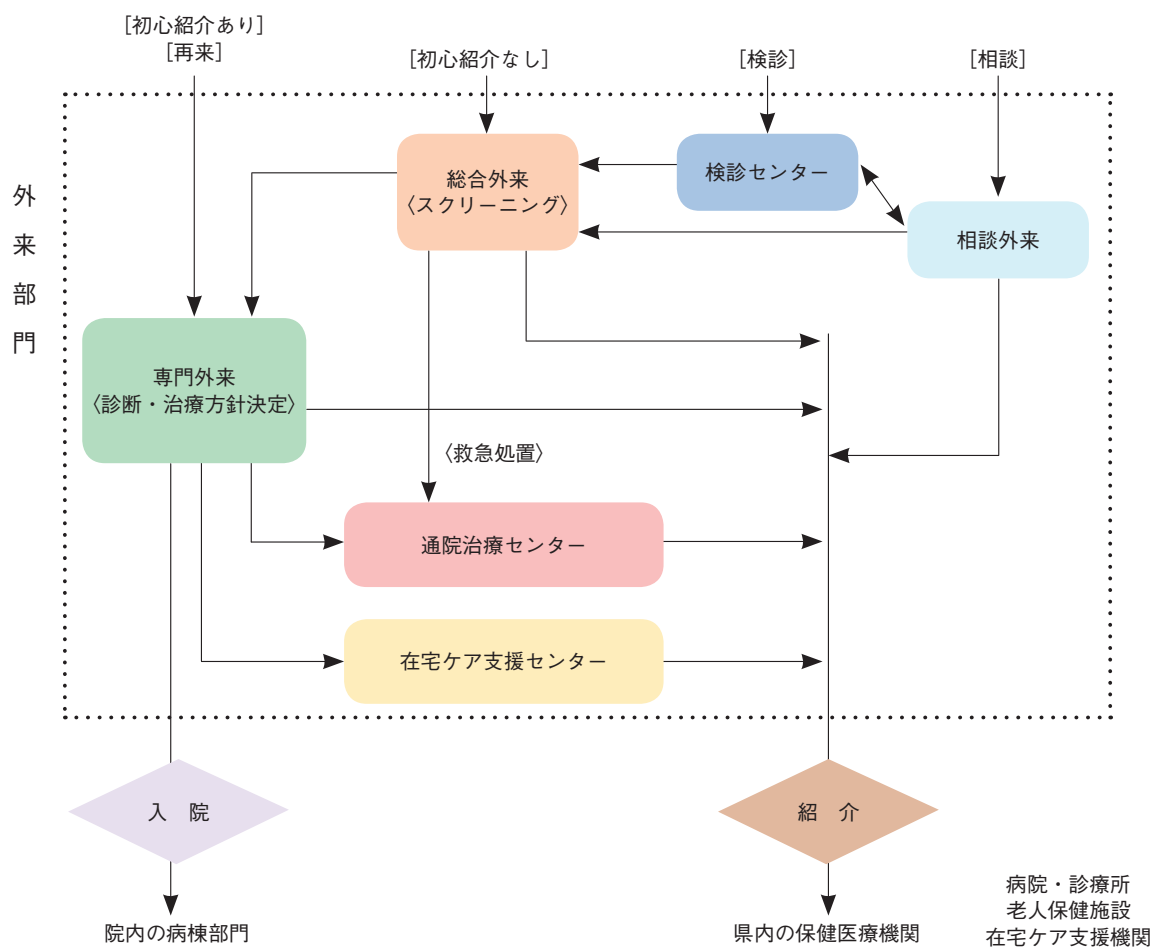 [初心紹介あり]
[再来]
[初心紹介なし]
[検診]
[相談]
外来部門
総合外来
〈スクリーニング〉
検診センター
相談外来
専門外来
〈診断・治療方針決定〉
〈救急処置〉
通院治療センター
在宅ケア支援センター
入 院
紹 介
院内の病棟部門
県内の保健医療機関
病院・診療所
老人保健施設
在宅ケア支援機関